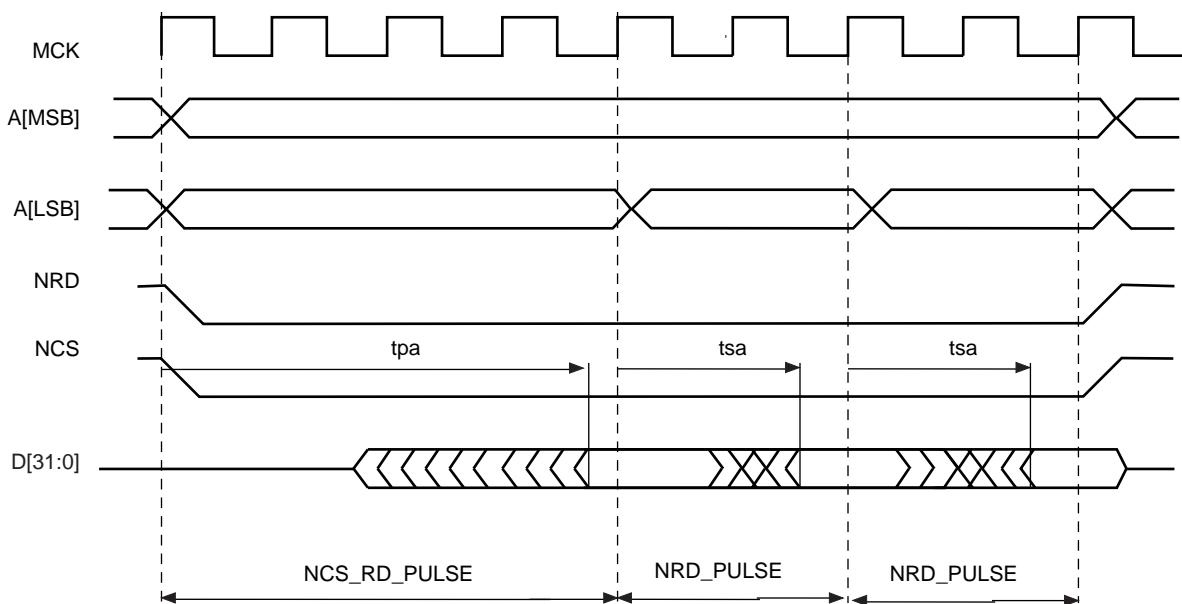 MCK
A[MSB]
A[LSB]
NRD
NCS
tpa
tsa
tsa
D[31:0]
NCS_RD_PULSE
NRD_PULSE
NRD_PULSE